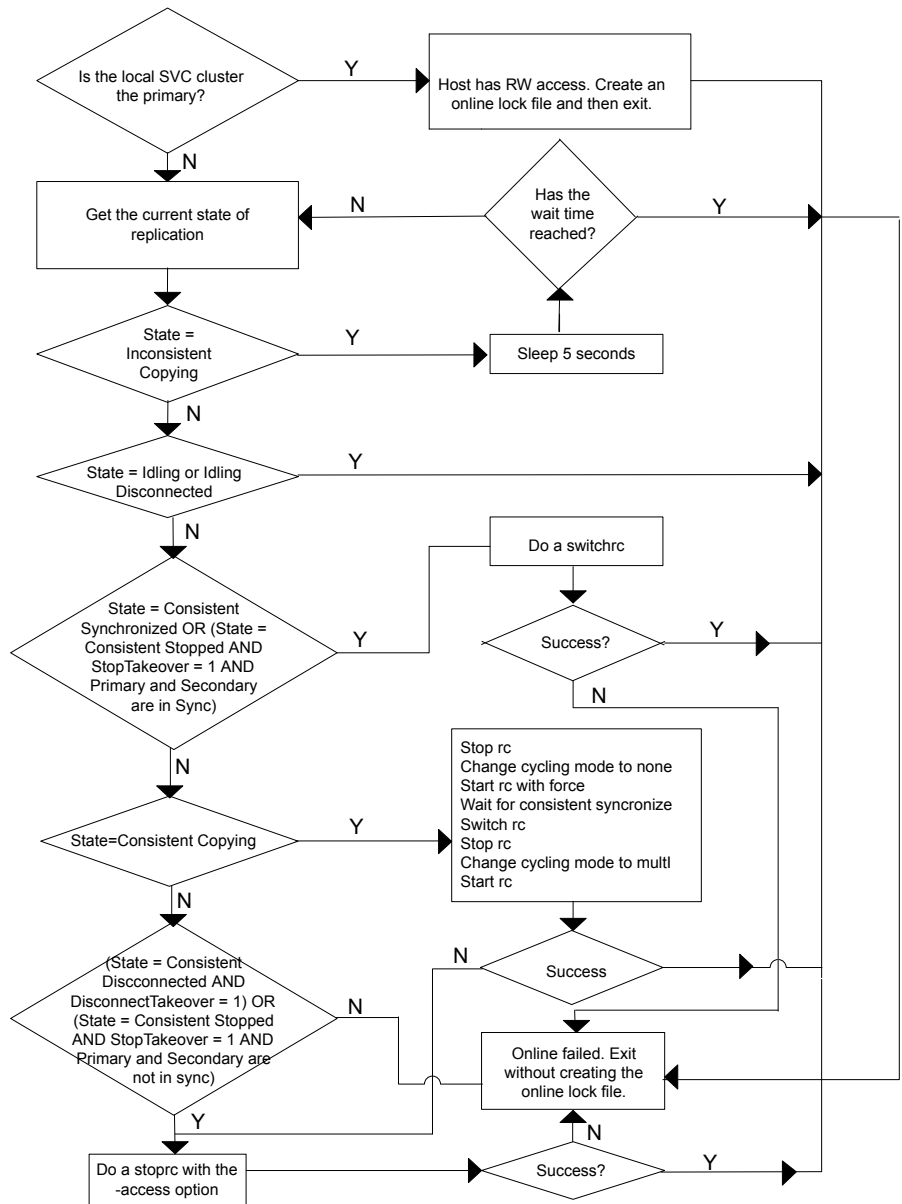 Is the local SVC cluster
the primary?
Y
Host has RW access. Create an
online lock file and then exit.
N
Get the current state of
replication
N
Has the
wait time
reached?
Y
State =
Inconsistent
Copying
Y
Sleep 5 seconds
N
State = Idling or Idling
Disconnected
Y
N
Do a switchrc
State = Consistent
Synchronized OR (State =
Consistent Stopped AND
StopTakeover = 1 AND
Primary and Secondary
are in Sync)
Y
Success?
Y
N
N
Stop rc
Change cycling mode to none
Start rc with force
Wait for consistent syncronize
Switch rc
Stop rc
Change cycling mode to multl
Start rc
State=Consistent Copying
Y
N
(State = Consistent
Discconnected AND
DisconnectTakeover = 1) OR
(State = Consistent Stopped
AND StopTakeover = 1 AND
Primary and Secondary are
not in sync)
N
N
Success
Online failed. Exit
without creating the
online lock file.
Y
N
Do a stoprc with the
-access option
Success?
Y